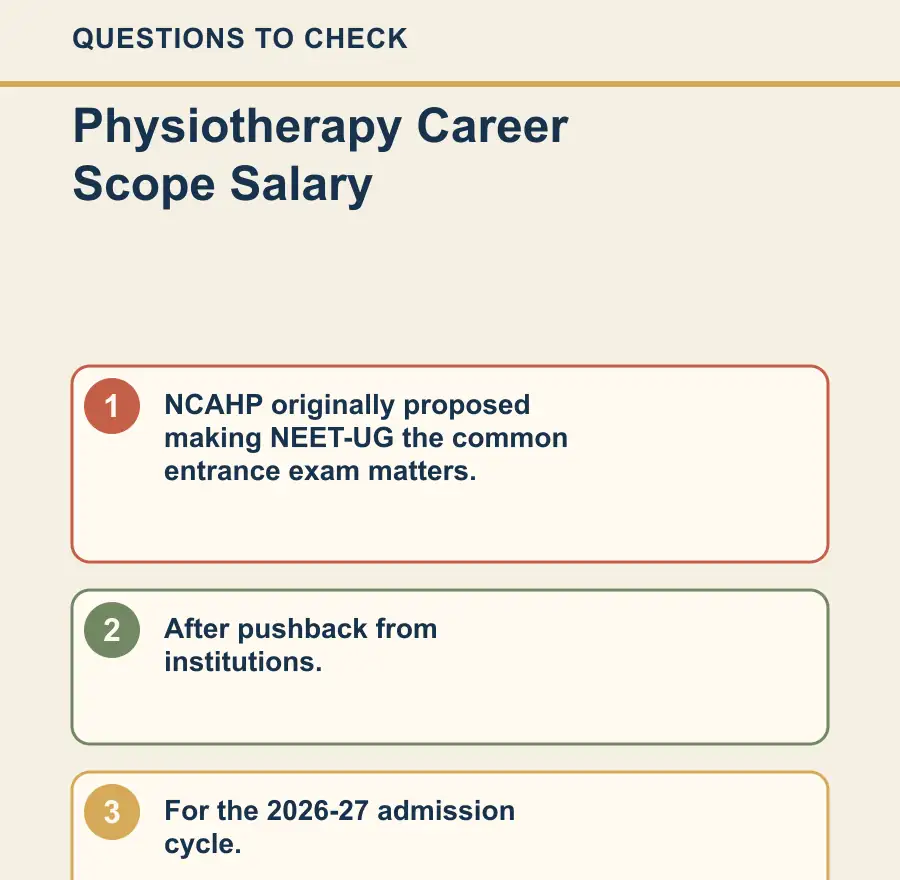 QUESTIONS TO CHECK
Physiotherapy Career
Scope Salary
1
NCAHP originally proposed
making NEET-UG the common
entrance exam matters.
2
After pushback from
institutions.
3
For the 2026-27 admission
cycle.